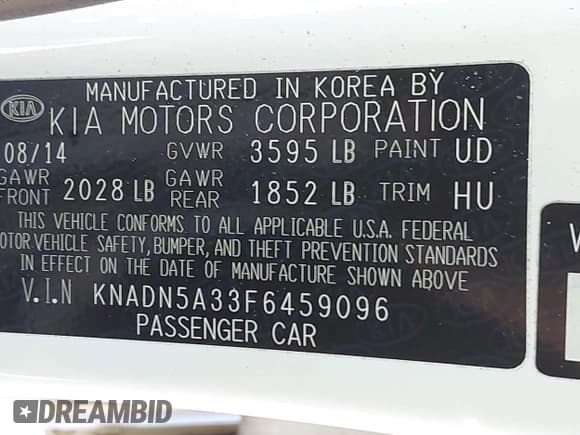 MANUFACTURED IN KOREA BY
KIA KIA MOTORS CORPORATION
08/14 GVWR 3595 LB PAINT UD
GAWR FRONT 2028 LB GAWR REAR 1852 LB TRIM HU
THIS VEHICLE CONFORMS TO ALL APPLICABLE U.S.A. FEDERAL
MOTOR VEHICLE SAFETY, BUMPER, AND THEFT PREVENTION STANDARDS
IN EFFECT ON THE DATE OF MANUFACTURE SHOWN ABOVE
V.I.N KNADN5A33F6459096
PASSENGER CAR
DREAMBID